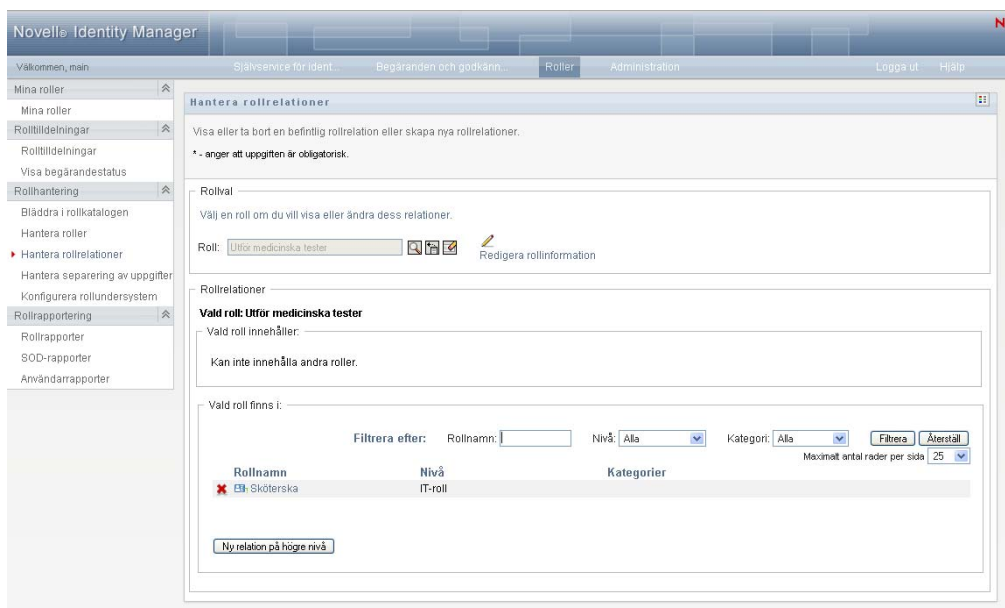 Novell® Identity Manager
N
Välkommen, main
Självservice för ident...
Begäranden och godkänn...
Roller
Administration
Logga ut
Hjälp
Mina roller
Mina roller
Rolltilldelningar
Rolltilldelningar
Visa begärandestatus
Rollhantering
Bläddra i rollkatalogen
Hantera roller
Hantera rollrelationer
Hantera separering av uppgifter
Konfigurera rollundersystem
Rollrapportering
Rollrapporter
SOD-rapporter
Användarrapporter
Hantera rollrelationer
Visa eller ta bort en befintlig rollrelation eller skapa nya rollrelationer.
* - anger att uppgiften är obligatorisk.
Rollval
Välj en roll om du vill visa eller ändra dess relationer.
Roll: Utför medicinska tester
Redigera rollinformation
Rollrelationer
Vald roll: Utför medicinska tester
Vald roll innehåller:
Kan inte innehålla andra roller.
Vald roll finns i:
Filtrera efter: Rollnamn: Nivå: Alla Kategori: Alla Filtrera Återställ
Maximalt antal rader per sida 25
Rollnamn Nivå Kategorier
Sköterska IT-roll
Ny relation på högre nivå